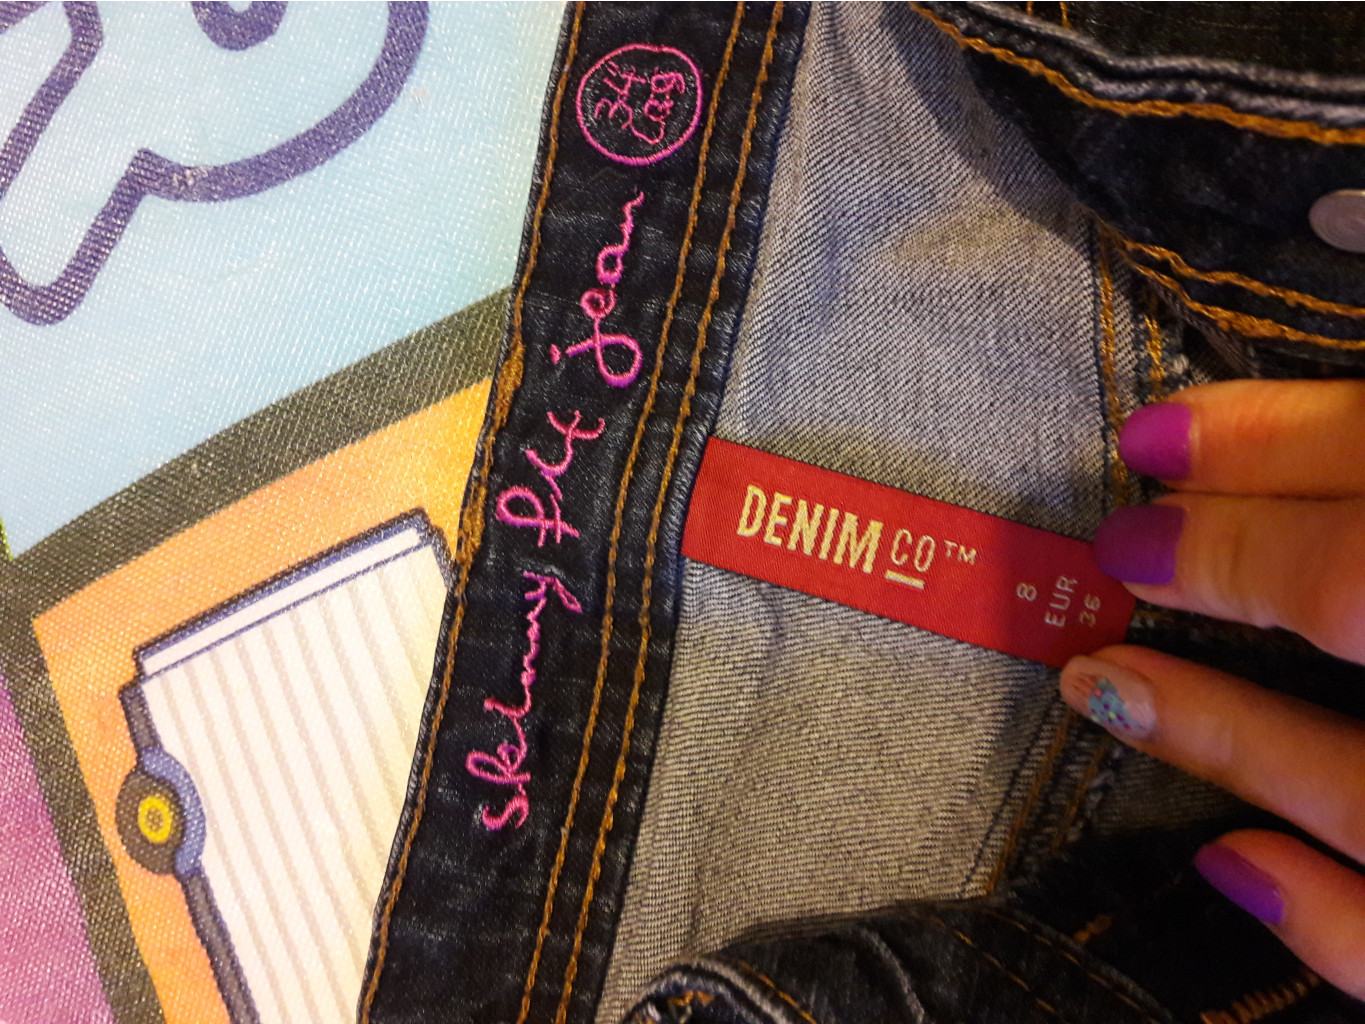 skinny fit jean
34"
Leg
DENIM CO™
8
EUR
36